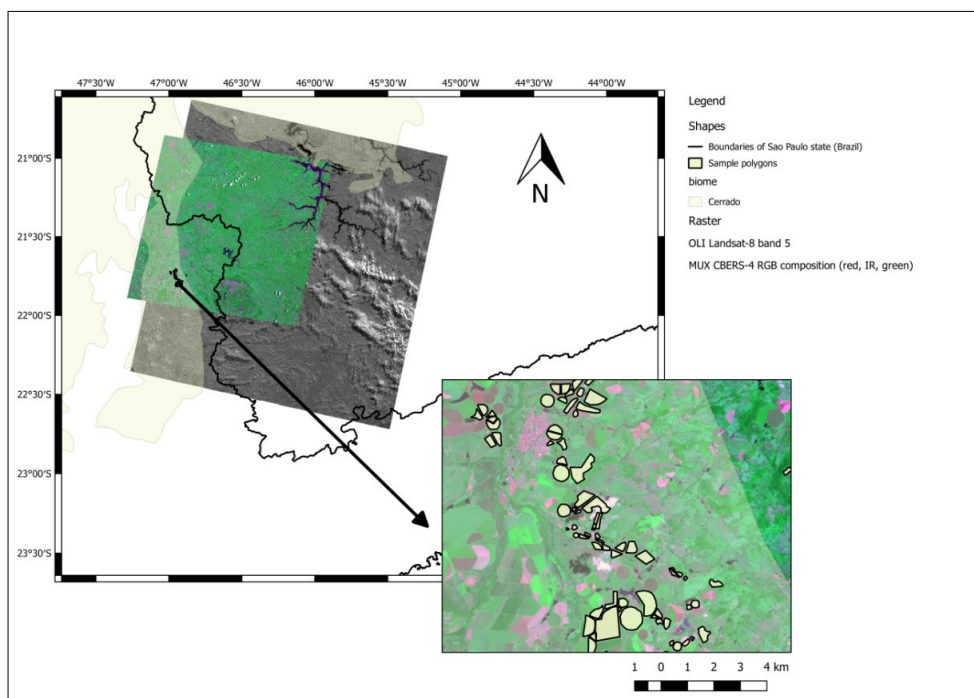 47°30'W 47°00'W 46°30'W 46°00'W 45°30'W 45°00'W 44°30'W 44°00'W
21°00'S
21°30'S
22°00'S
22°30'S
23°00'S
23°30'S
N
Legend
Shapes
Boundaries of Sao Paulo state (Brazil)
Sample polygons
biome
Cerrado
Raster
OLI Landsat-8 band 5
MUX CBERS-4 RGB composition (red, IR, green)
1 0 1 2 3 4 km